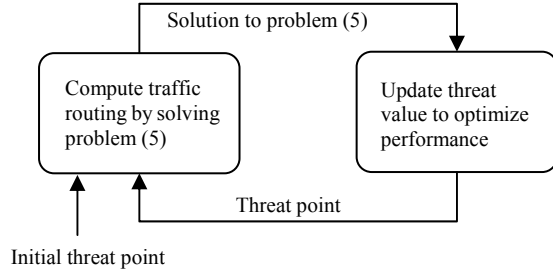 Solution to problem (5)
Compute traffic
routing by solving
problem (5)
Update threat
value to optimize
performance
Threat point
Initial threat point